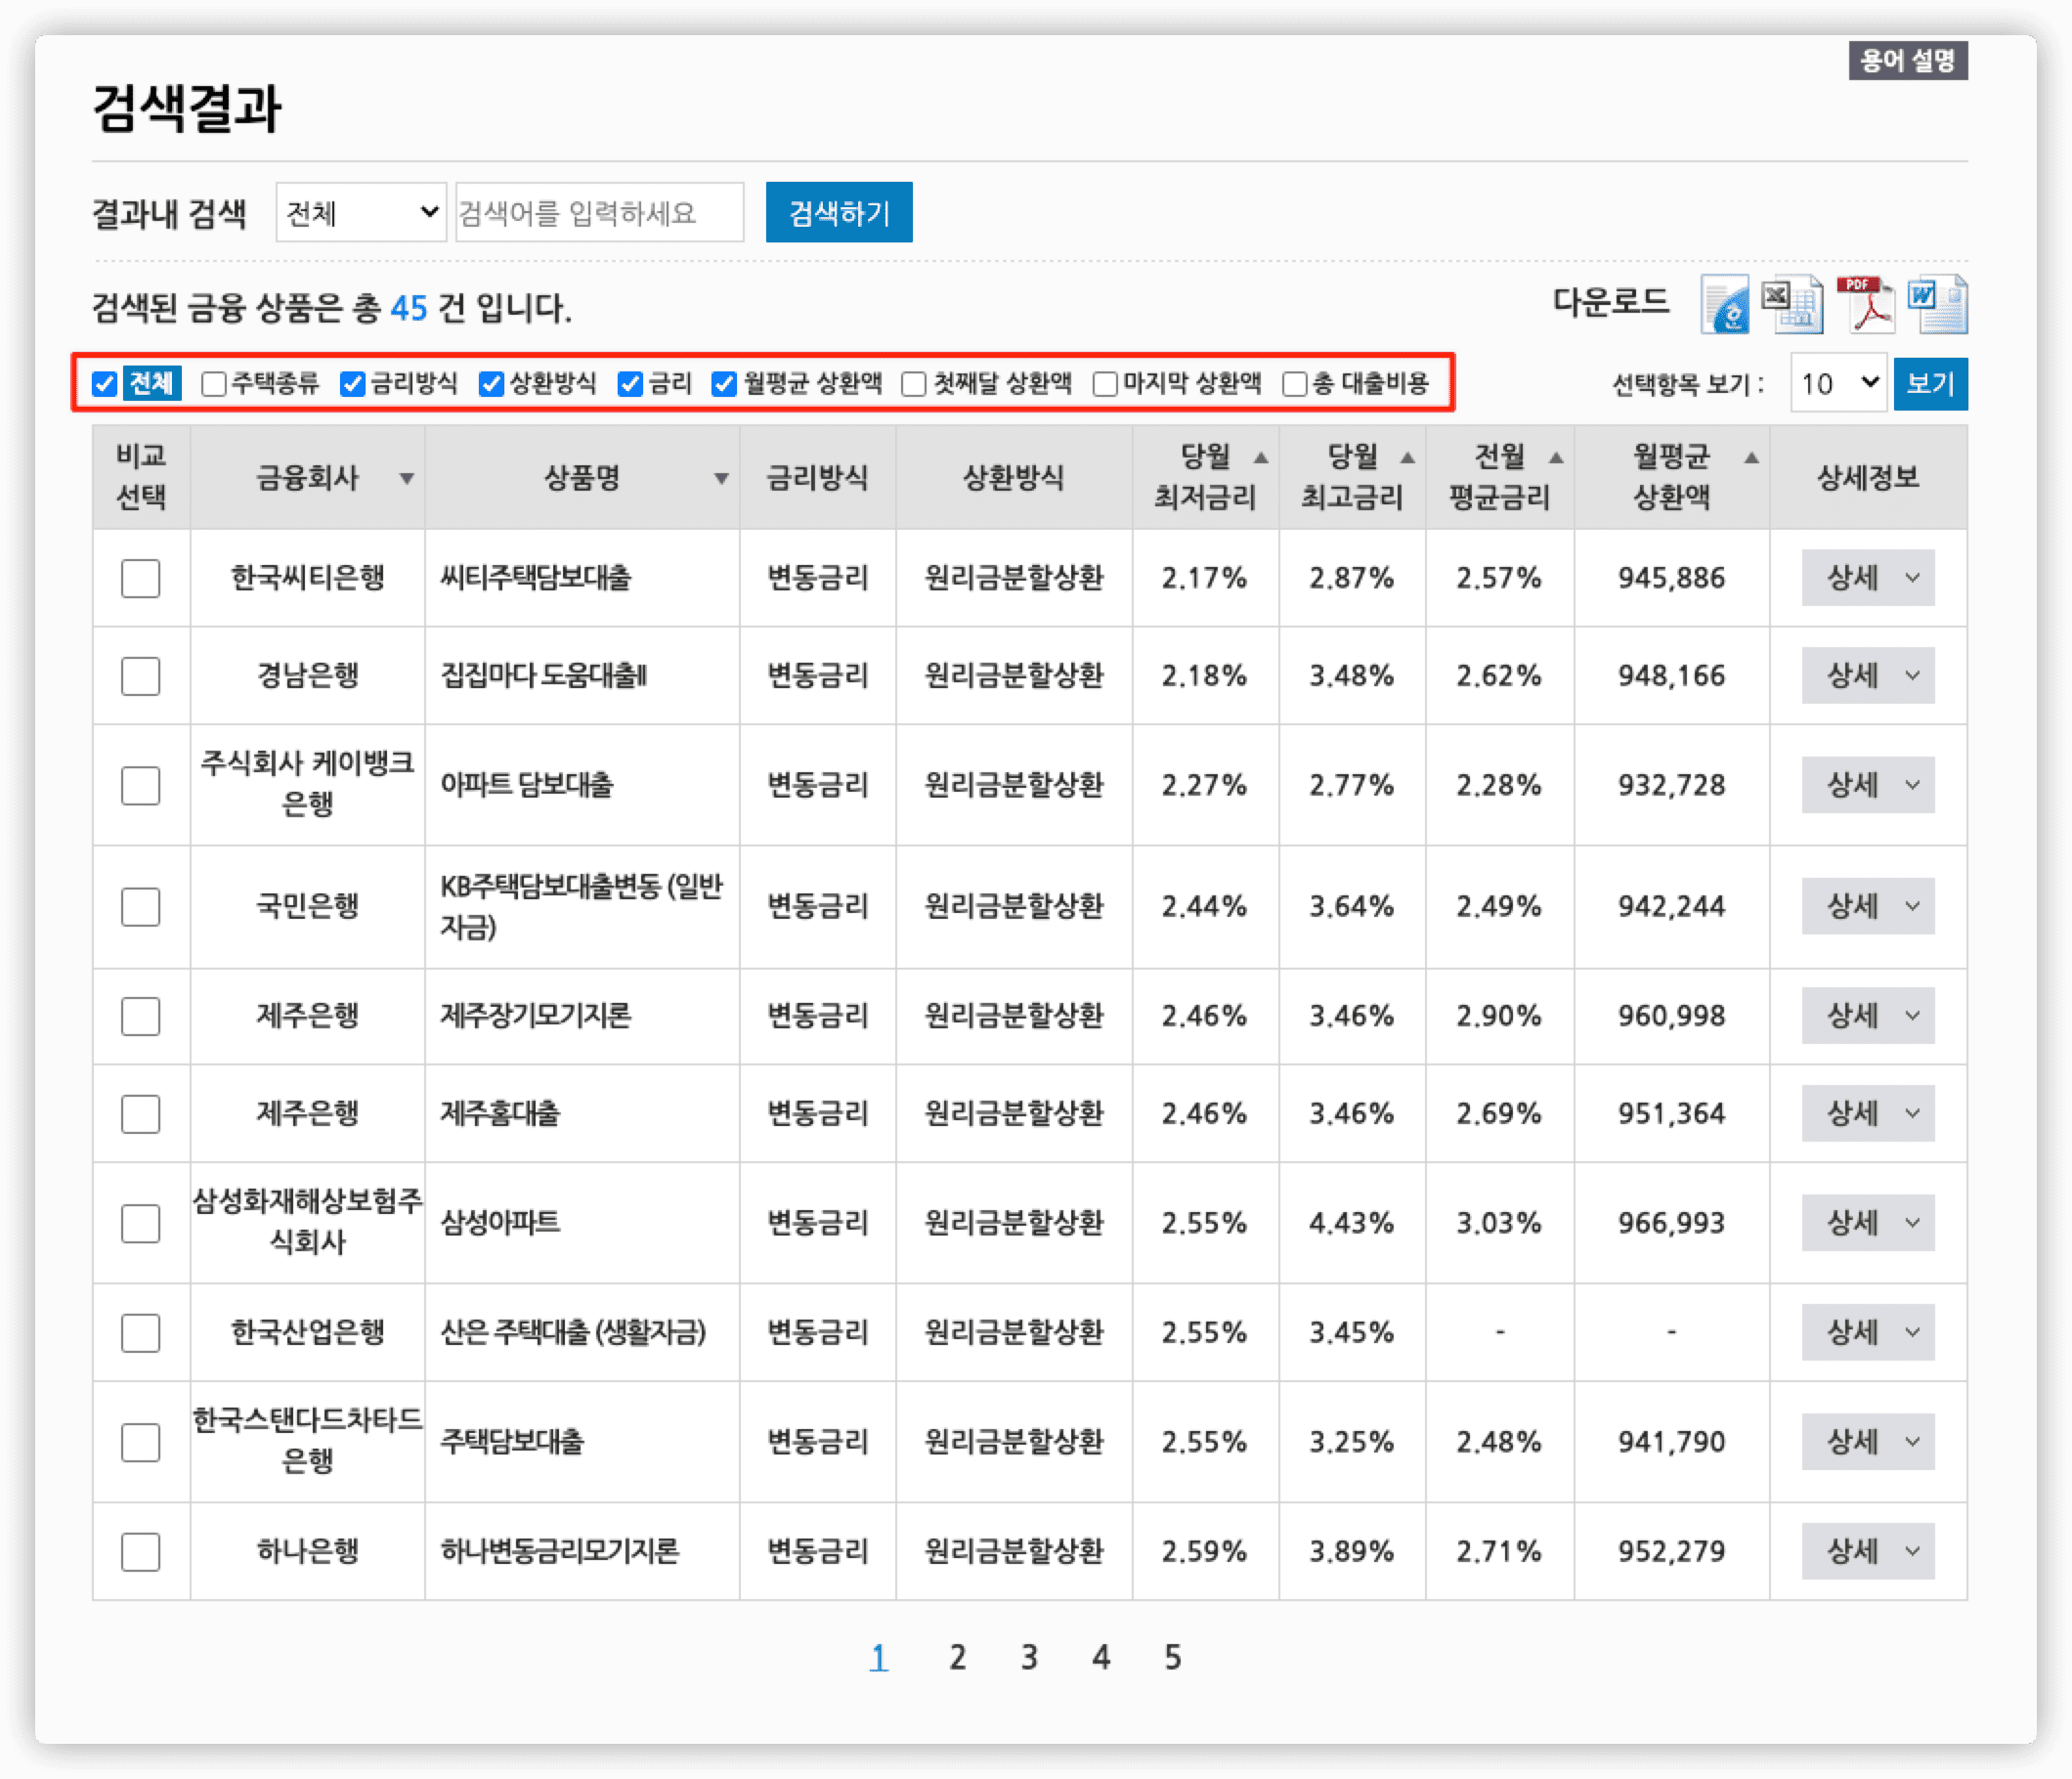 용어 설명
검색결과
결과내 검색 전체 검색어를 입력하세요 검색하기
검색된 금융 상품은 총 45 건 입니다. 다운로드 PDF
전체 주택종류 금리방식 상환방식 금리 월평균 상환액 첫째달 상환액 마지막 상환액 총 대출비용 선택항목 보기 : 10 보기
비교 선택 금융회사 ▼ 상품명 ▼ 금리방식 상환방식 당월 최저금리 ▲ 당월 최고금리 ▲ 전월 평균금리 ▲ 월평균 상환액 ▲ 상세정보
한국씨티은행 씨티주택담보대출 변동금리 원리금분할상환 2.17% 2.87% 2.57% 945,886 상세
경남은행 집집마다 도움대출II 변동금리 원리금분할상환 2.18% 3.48% 2.62% 948,166 상세
주식회사 케이뱅크은행 아파트 담보대출 변동금리 원리금분할상환 2.27% 2.77% 2.28% 932,728 상세
국민은행 KB주택담보대출변동 (일반자금) 변동금리 원리금분할상환 2.44% 3.64% 2.49% 942,244 상세
제주은행 제주장기모기지론 변동금리 원리금분할상환 2.46% 3.46% 2.90% 960,998 상세
제주은행 제주홈대출 변동금리 원리금분할상환 2.46% 3.46% 2.69% 951,364 상세
삼성화재해상보험주식회사 삼성아파트 변동금리 원리금분할상환 2.55% 4.43% 3.03% 966,993 상세
한국산업은행 산은 주택대출 (생활자금) 변동금리 원리금분할상환 2.55% 3.45% - - 상세
한국스탠다드차타드은행 주택담보대출 변동금리 원리금분할상환 2.55% 3.25% 2.48% 941,790 상세
하나은행 하나변동금리모기지론 변동금리 원리금분할상환 2.59% 3.89% 2.71% 952,279 상세
1 2 3 4 5